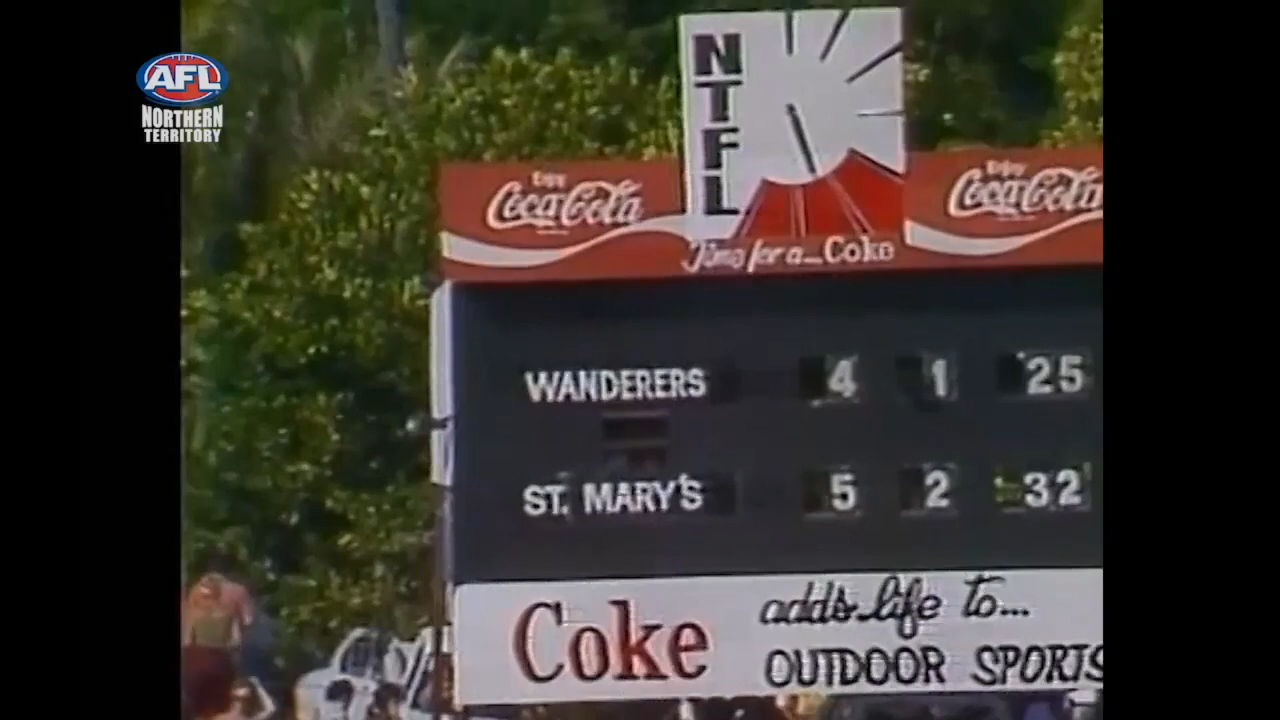 AFL
NORTHERN
TERRITORY
NTFL
Enjoy
Coca-Cola
Enjoy
Coca-Cola
Time for a... Coke
WANDERERS 4 1 25
ST. MARY'S 5 2 32
Coke adds life to...
OUTDOOR SPORTS